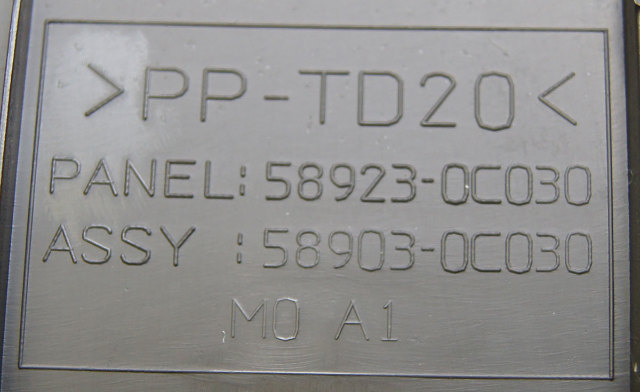 >PP-TD20<
PANEL:58923-0C030
ASSY :58903-0C030
M0 A1